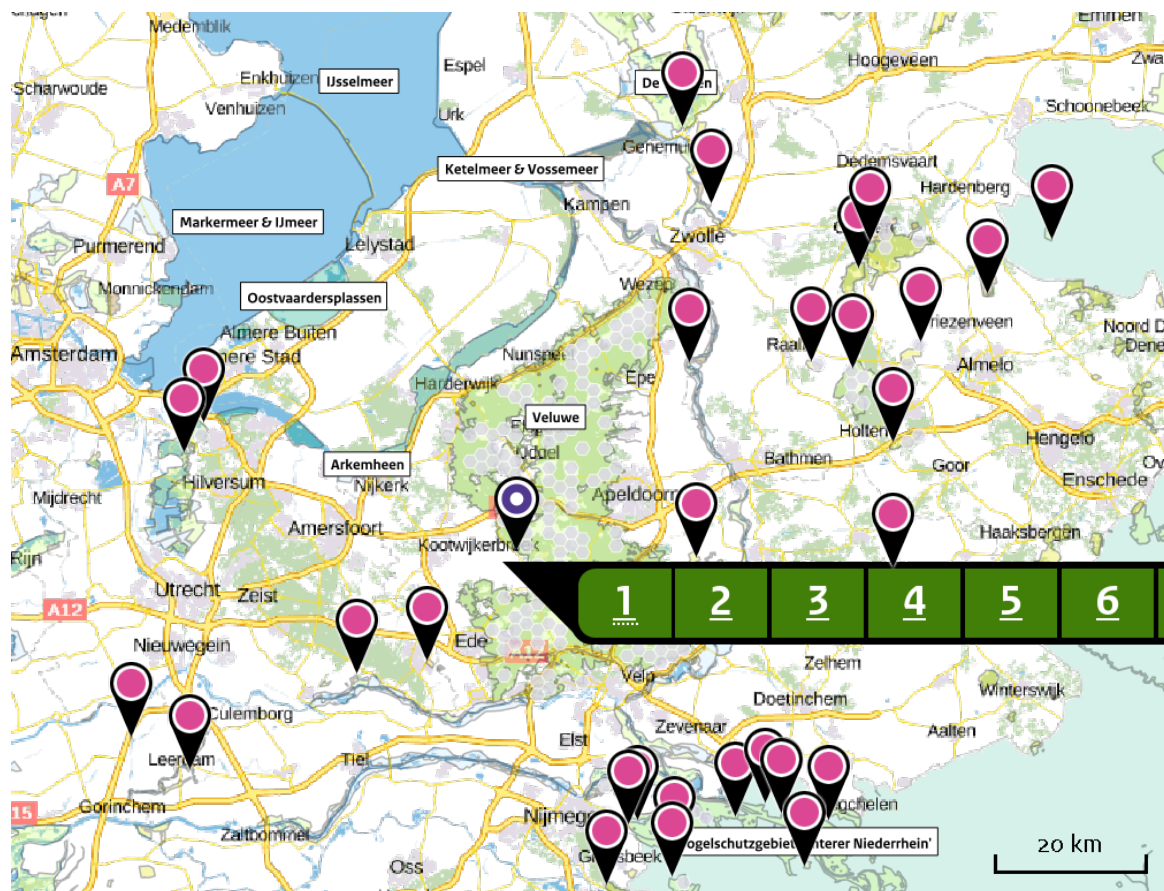 Medemblik
Emmen
Enkhuizen
IJsselmeer
Espel
Hoogeveen
Scharwoude
De
Venhuizen
Urk
Schoonebeek
Ketelmeer & Vossemeer
Dedemsvaart
A7
Hardenberg
Kampen
Markermeer & IJmeer
Purmerend
Lelystad
Zwolle
Monnickendam
Wezep
Oostvaardersplassen
Almere Buiten
Amsterdam
Nunspeet
Almelo
Harderwijk
Epe
Veluwe
Holten
Hengelo
Arkemheen
Bathmen
Goor
Nijkerk
Hilversum
Enschede
Mijdrecht
Apeldoorn
Amersfoort
Haaksbergen
Rijn
Utrecht
Zeist
1
2
3
4
5
6
A12
Ede
Nieuwegein
Zelhem
Velp
Winterswijk
Doetinchem
Culemborg
Zevenaar
Aalten
Elst
Tiel
Gorinchem
15
Zaltbommel
Oss
20 km